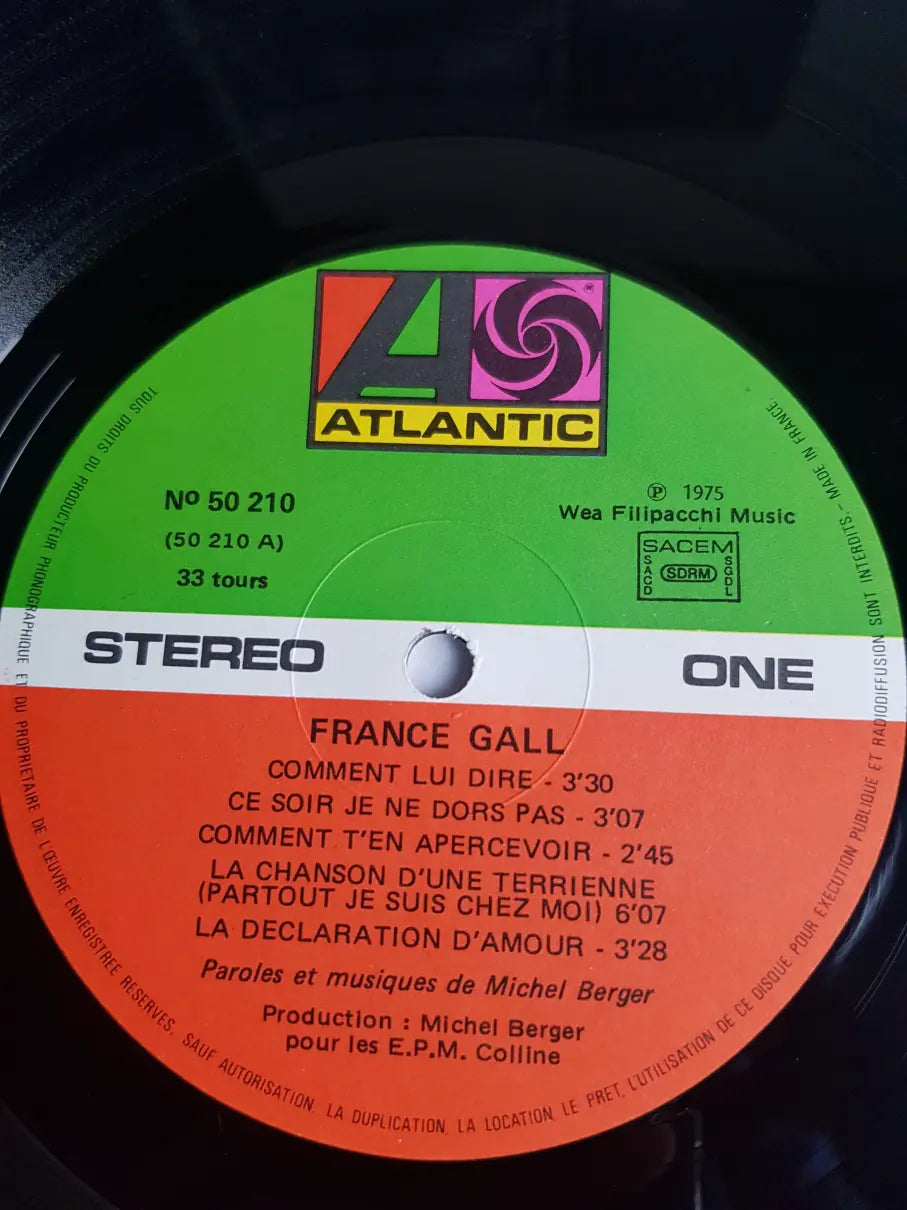 ATLANTIC
Nº 50 210
(50 210 A)
33 tours
℗ 1975
Wea Filipacchi Music
SACEM
SACD
SDRM
SGDL
STEREO
ONE
FRANCE GALL
COMMENT LUI DIRE - 3'30
CE SOIR JE NE DORS PAS - 3'07
COMMENT T'EN APERCEVOIR - 2'45
LA CHANSON D'UNE TERRIENNE
(PARTOUT JE SUIS CHEZ MOI) 6'07
LA DECLARATION D'AMOUR - 3'28
Paroles et musiques de Michel Berger
Production : Michel Berger
pour les E.P.M. Colline
TOUS DROITS DU PRODUCTEUR PHONOGRAPHIQUE ET DU PROPRIETAIRE DE L'ŒUVRE ENREGISTREE RESERVES. SAUF AUTORISATION, LA DUPLICATION, LA LOCATION, LE PRET, L'UTILISATION DE CE DISQUE POUR EXECUTION PUBLIQUE ET RADIODIFFUSION SONT INTERDITS. - MADE IN FRANCE.